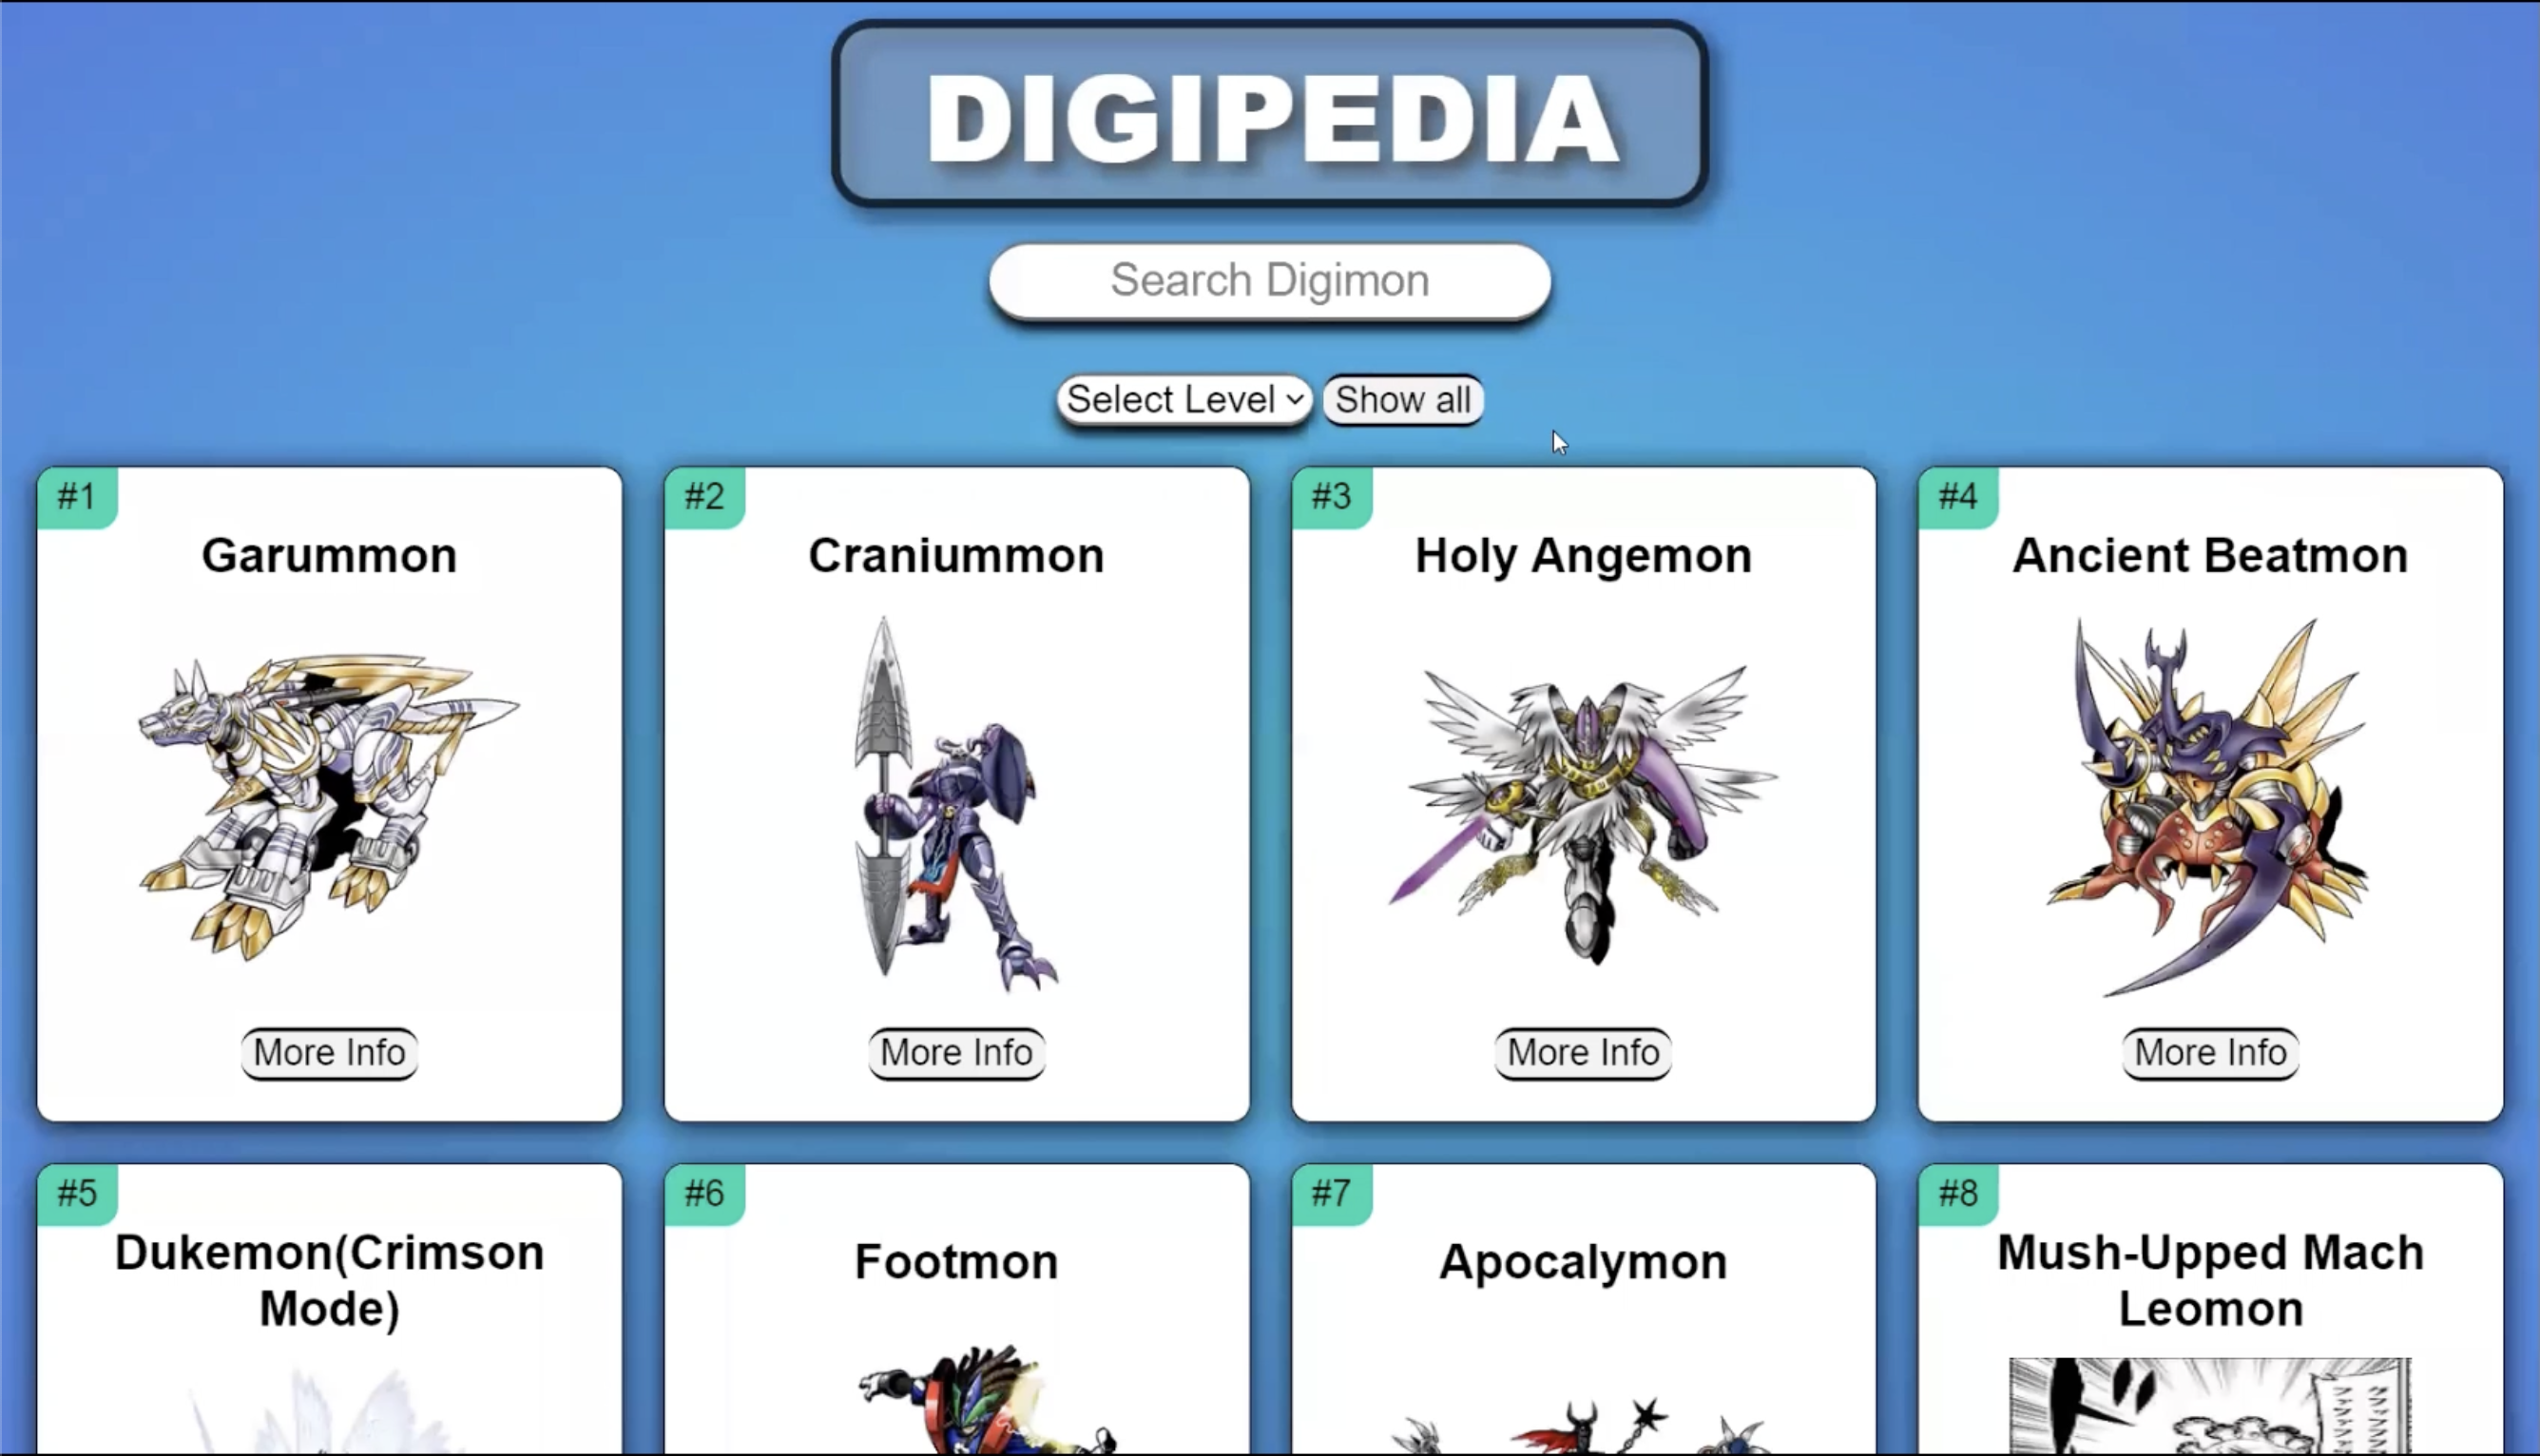 DIGIPEDIA
Search Digimon
Select Level
Show all
#1
Garummon
More Info
#2
Craniummon
More Info
#3
Holy Angemon
More Info
#4
Ancient Beatmon
More Info
#5
Dukemon(Crimson
Mode)
#6
Footmon
#7
Apocalymon
#8
Mush-Upped Mach
Leomon